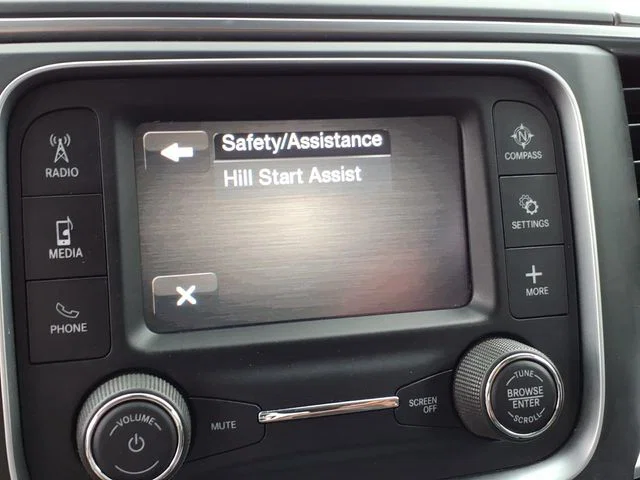 Safety/Assistance
Hill Start Assist
RADIO
MEDIA
PHONE
N
COMPASS
SETTINGS
MORE
VOLUME
MUTE
SCREEN
OFF
TUNE
BROWSE
ENTER
SCROLL